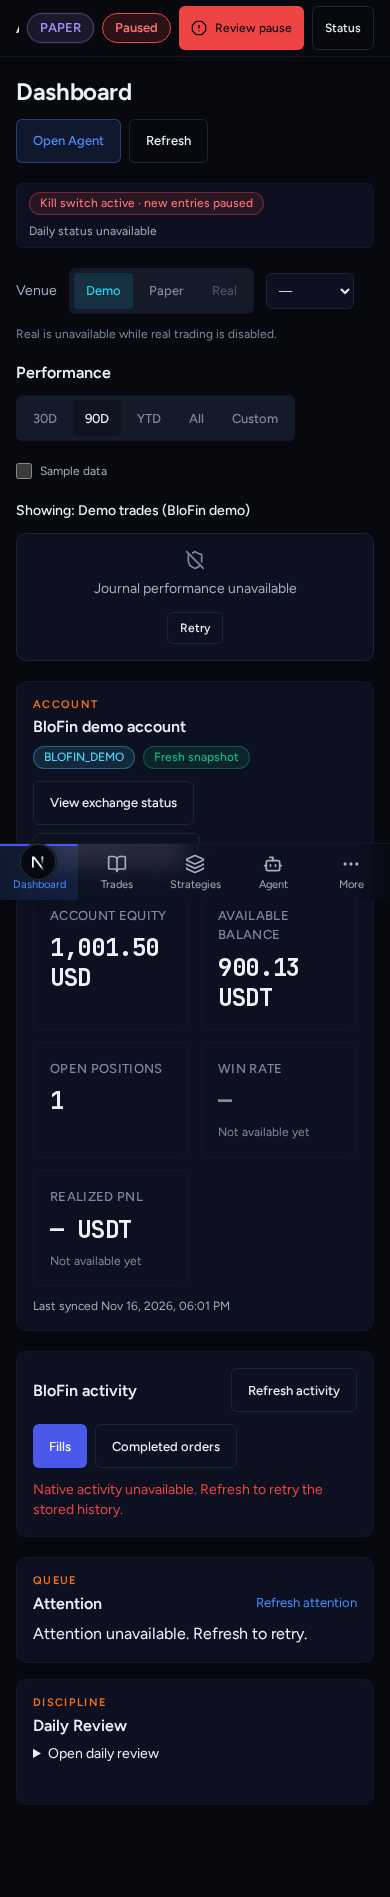 PAPER
Paused
Review pause
Status
Dashboard
Open Agent
Refresh
Kill switch active · new entries paused
Daily status unavailable
Venue
Demo
Paper
Real
—
Real is unavailable while real trading is disabled.
Performance
30D
90D
YTD
All
Custom
Sample data
Showing: Demo trades (BloFin demo)
Journal performance unavailable
Retry
ACCOUNT
BloFin demo account
BLOFIN_DEMO
Fresh snapshot
View exchange status
N
Dashboard
Trades
Strategies
Agent
More
ACCOUNT EQUITY
1,001.50
USD
AVAILABLE
BALANCE
900.13
USDT
OPEN POSITIONS
1
WIN RATE
—
Not available yet
REALIZED PNL
— USDT
Not available yet
Last synced Nov 16, 2026, 06:01 PM
BloFin activity
Refresh activity
Fills
Completed orders
Native activity unavailable. Refresh to retry the
stored history.
QUEUE
Attention
Refresh attention
Attention unavailable. Refresh to retry.
DISCIPLINE
Daily Review
Open daily review